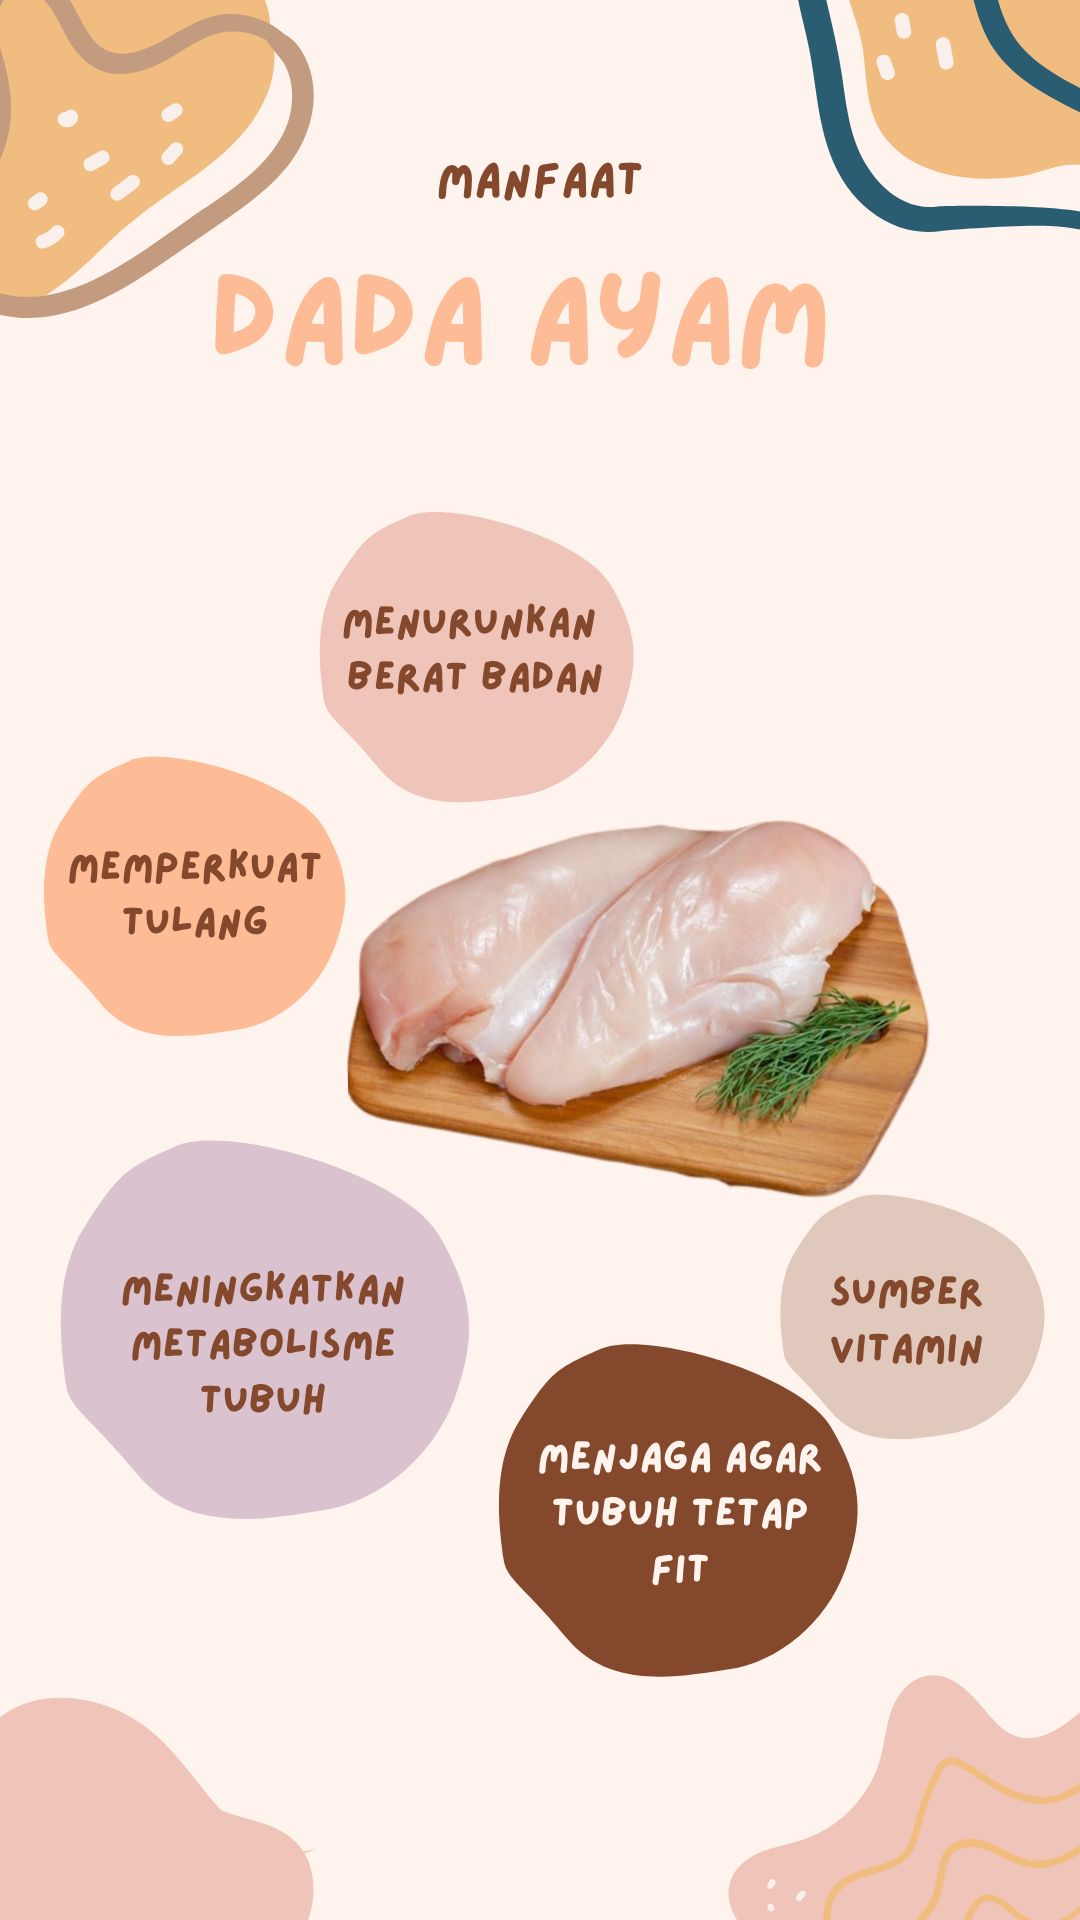 MANFAAT
DADA AYAM
MENURUNKAN
BERAT BADAN
MEMPERKUAT
TULANG
MENINGKATKAN
METABOLISME
TUBUH
SUMBER
VITAMIN
MENJAGA AGAR
TUBUH TETAP
FIT